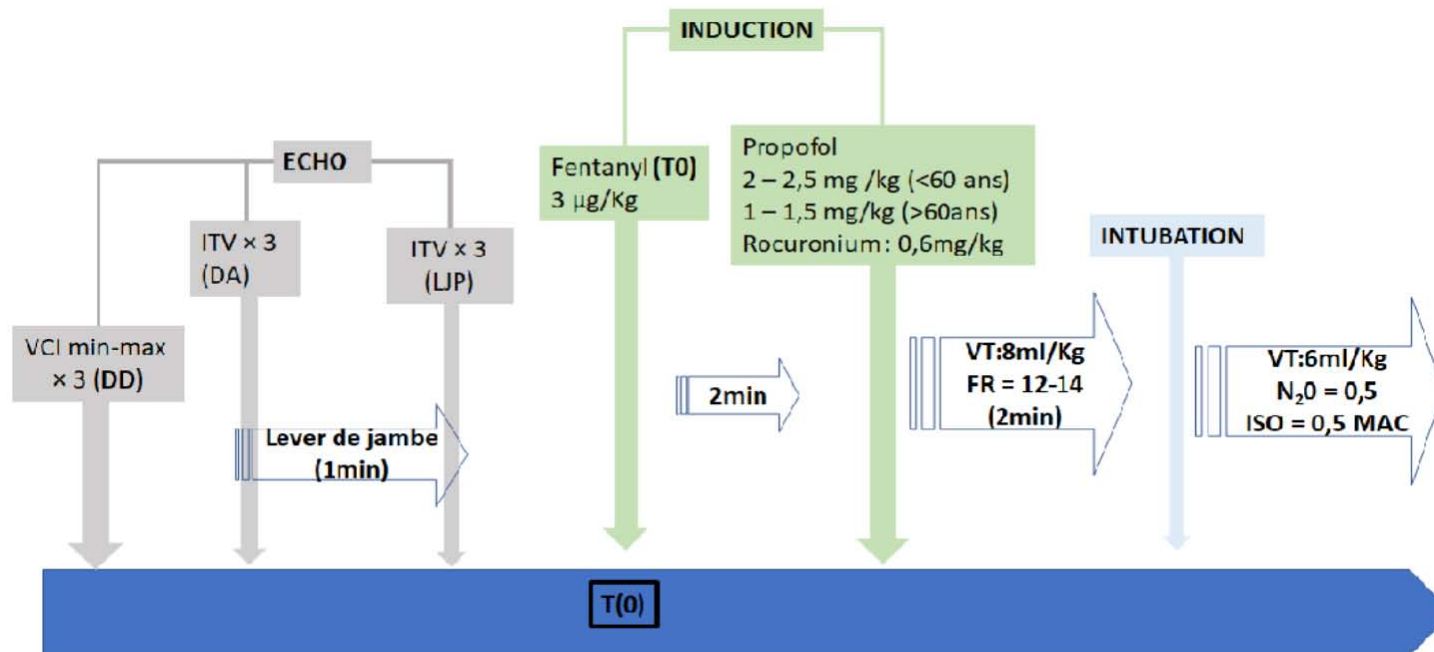 INDUCTION
ECHO
Fentanyl (T0)
3 µg/Kg
Propofol
2 – 2,5 mg /kg (<60 ans)
1 – 1,5 mg/kg (>60ans)
Rocuronium : 0,6mg/kg
ITV × 3
(DA)
ITV × 3
(LJP)
INTUBATION
VCI min-max
× 3 (DD)
Lever de jambe
(1min)
2min
VT:8ml/Kg
FR = 12-14
(2min)
VT:6ml/Kg
N₂0 = 0,5
ISO = 0,5 MAC
T(0)